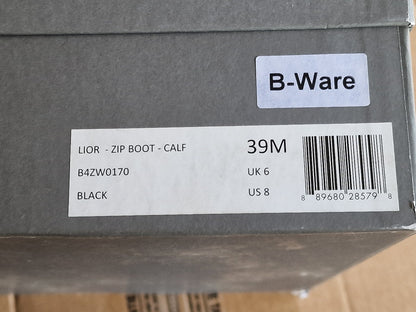 B-Ware
LIOR - ZIP BOOT - CALF 39M
B4ZW0170 UK 6
BLACK US 8
8 89680 28579 8